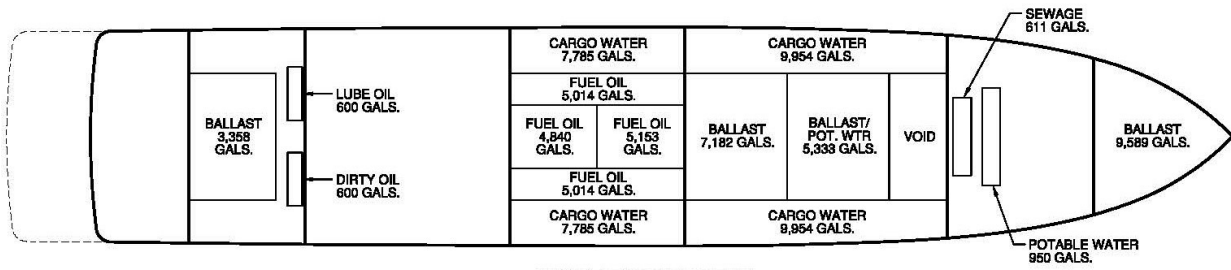 SEWAGE
611 GALS.
CARGO WATER
7,785 GALS.
CARGO WATER
9,954 GALS.
FUEL OIL
5,014 GALS.
LUBE OIL
600 GALS.
BALLAST
3,358
GALS.
FUEL OIL
4,840
GALS.
FUEL OIL
5,153
GALS.
BALLAST
7,182 GALS.
BALLAST/
POT. WTR
5,333 GALS.
VOID
BALLAST
9,589 GALS.
DIRTY OIL
600 GALS.
FUEL OIL
5,014 GALS.
CARGO WATER
7,785 GALS.
CARGO WATER
9,954 GALS.
POTABLE WATER
950 GALS.